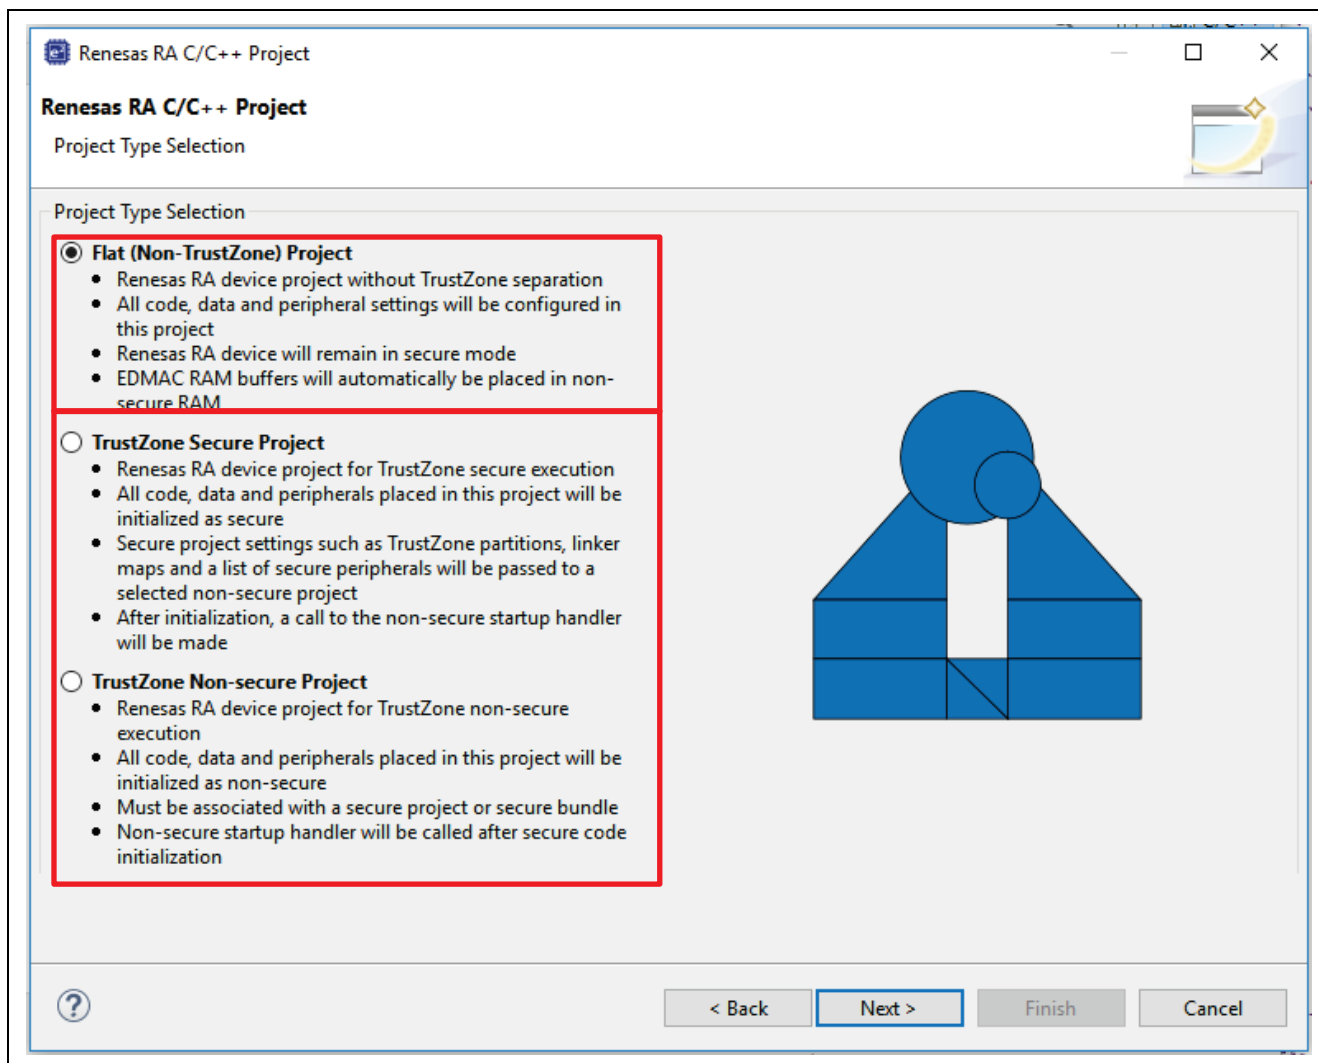 Renesas RA C/C++ Project
Renesas RA C/C++ Project
Project Type Selection
Project Type Selection
Flat (Non-TrustZone) Project
• Renesas RA device project without TrustZone separation
• All code, data and peripheral settings will be configured in
this project
• Renesas RA device will remain in secure mode
• EDMAC RAM buffers will automatically be placed in non-
secure RAM
TrustZone Secure Project
• Renesas RA device project for TrustZone secure execution
• All code, data and peripherals placed in this project will be
initialized as secure
• Secure project settings such as TrustZone partitions, linker
maps and a list of secure peripherals will be passed to a
selected non-secure project
• After initialization, a call to the non-secure startup handler
will be made
TrustZone Non-secure Project
• Renesas RA device project for TrustZone non-secure
execution
• All code, data and peripherals placed in this project will be
initialized as non-secure
• Must be associated with a secure project or secure bundle
• Non-secure startup handler will be called after secure code
initialization
?
< Back
Next >
Finish
Cancel